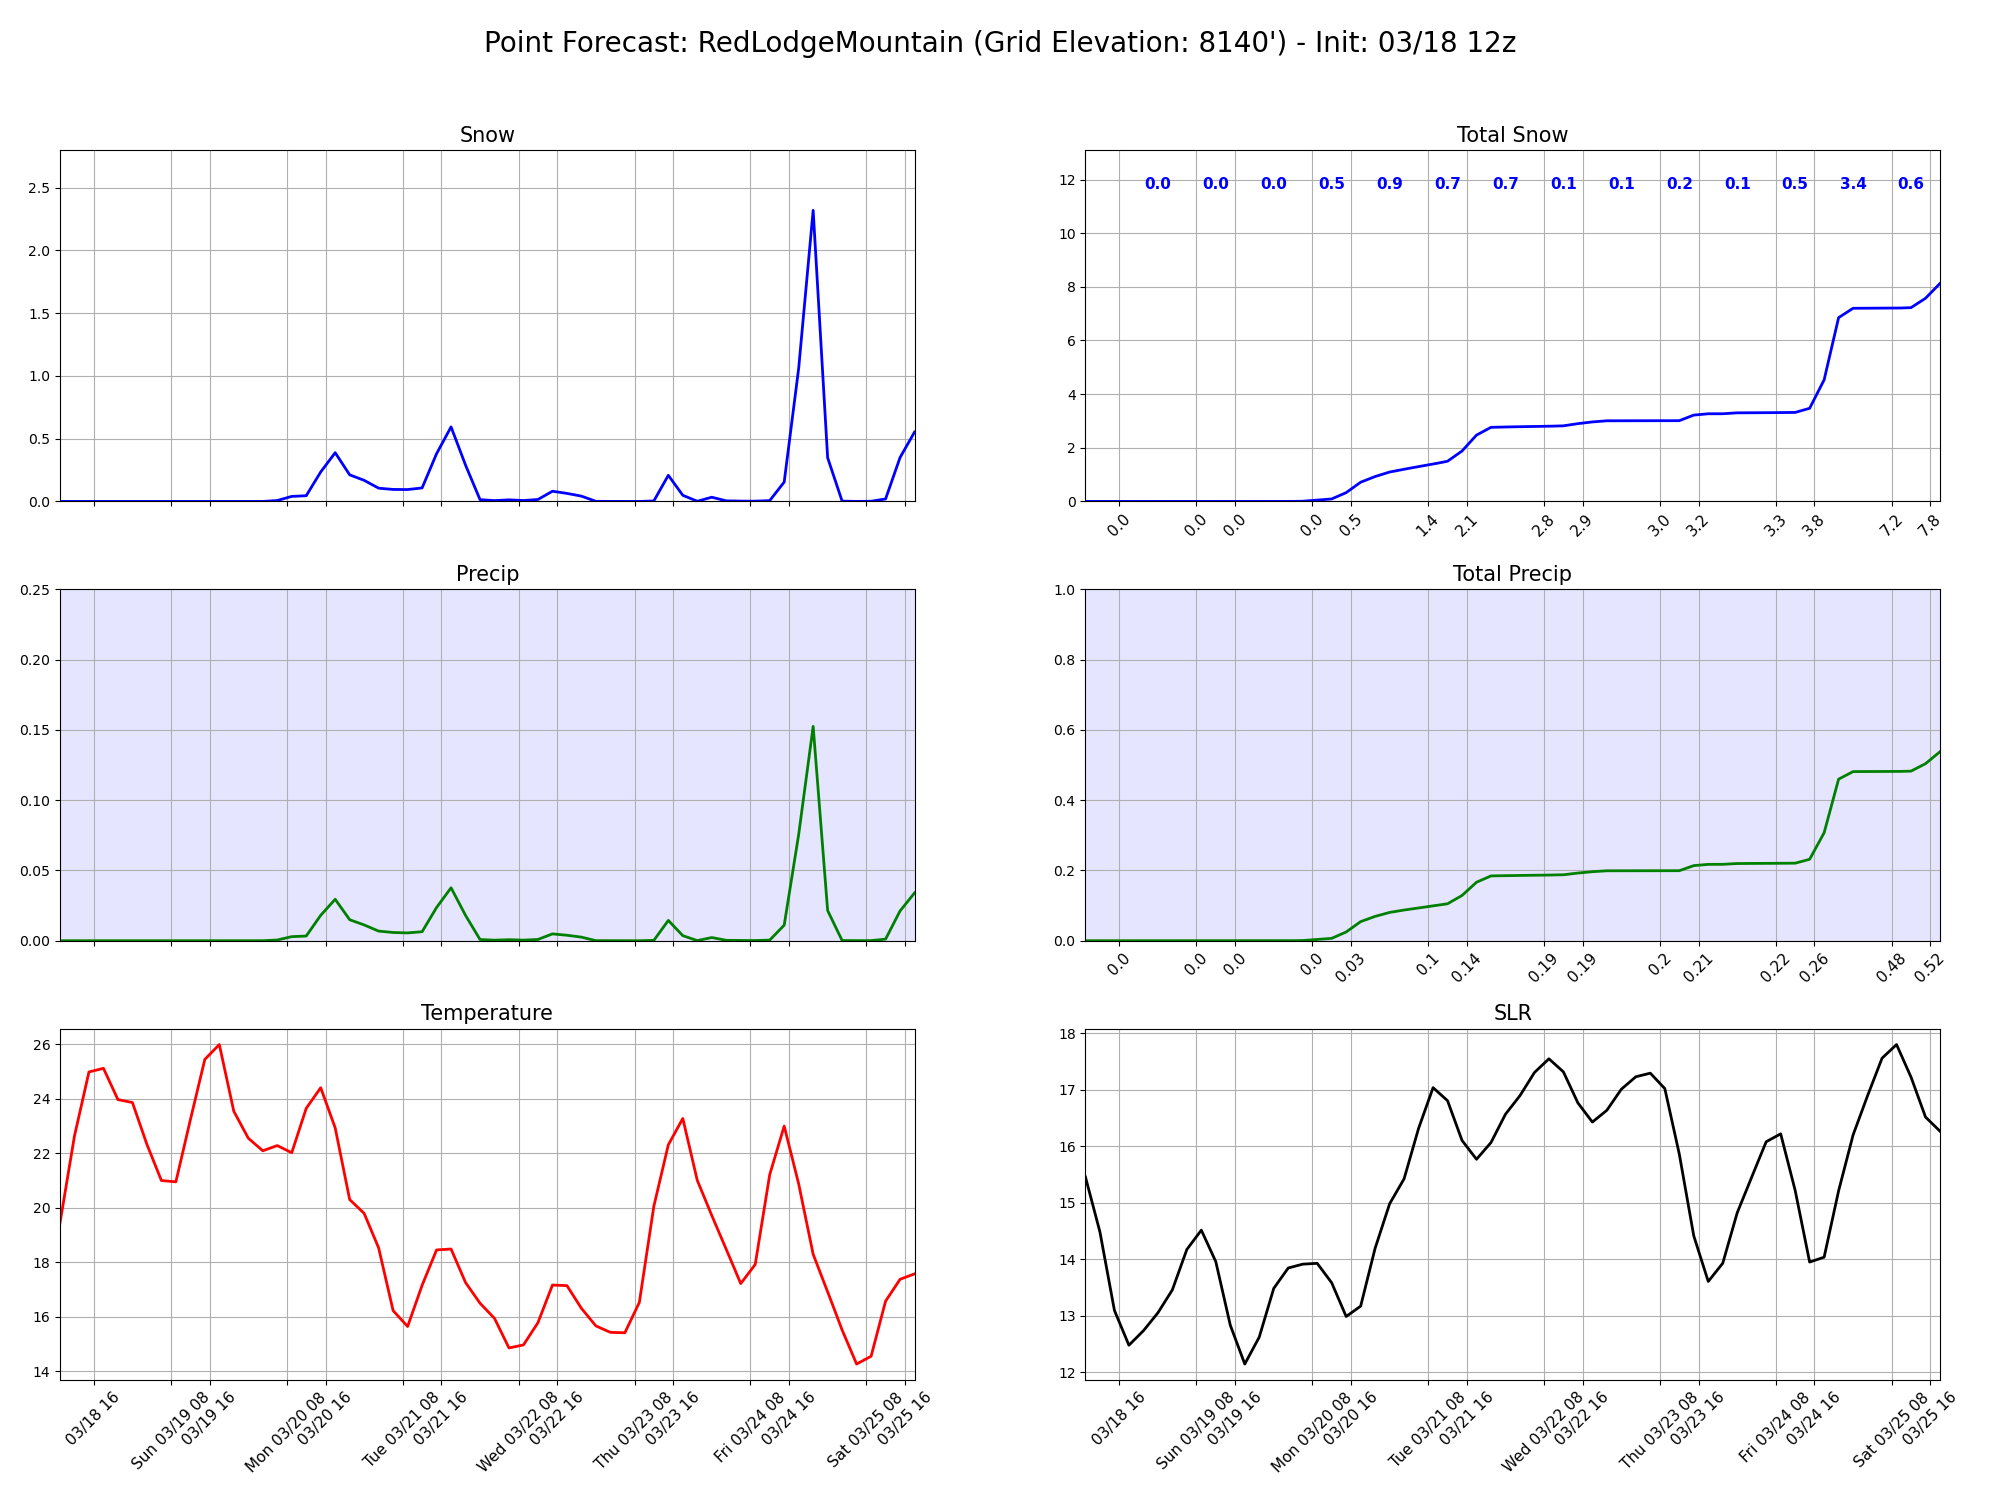 Point Forecast: RedLodgeMountain (Grid Elevation: 8140') - Init: 03/18 12z
Snow
2.5
2.0
1.5
1.0
0.5
0.0
Total Snow
12
10
8
6
4
2
0
0.0 0.0 0.0 0.5 0.9 0.7 0.7 0.1 0.1 0.2 0.1 0.5 3.4 0.6
0.0 0.0 0.0 0.0 0.5 1.4 2.1 2.8 2.9 3.0 3.2 3.3 3.8 7.2 7.8
Precip
0.25
0.20
0.15
0.10
0.05
0.00
Total Precip
1.0
0.8
0.6
0.4
0.2
0.0
0.0 0.0 0.0 0.0 0.03 0.1 0.14 0.19 0.19 0.2 0.21 0.22 0.26 0.48 0.52
Temperature
26
24
22
20
18
16
14
03/18 16
Sun 03/19 08
03/19 16
Mon 03/20 08
03/20 16
Tue 03/21 08
03/21 16
Wed 03/22 08
03/22 16
Thu 03/23 08
03/23 16
Fri 03/24 08
03/24 16
Sat 03/25 08
03/25 16
SLR
18
17
16
15
14
13
12
03/18 16
Sun 03/19 08
03/19 16
Mon 03/20 08
03/20 16
Tue 03/21 08
03/21 16
Wed 03/22 08
03/22 16
Thu 03/23 08
03/23 16
Fri 03/24 08
03/24 16
Sat 03/25 08
03/25 16